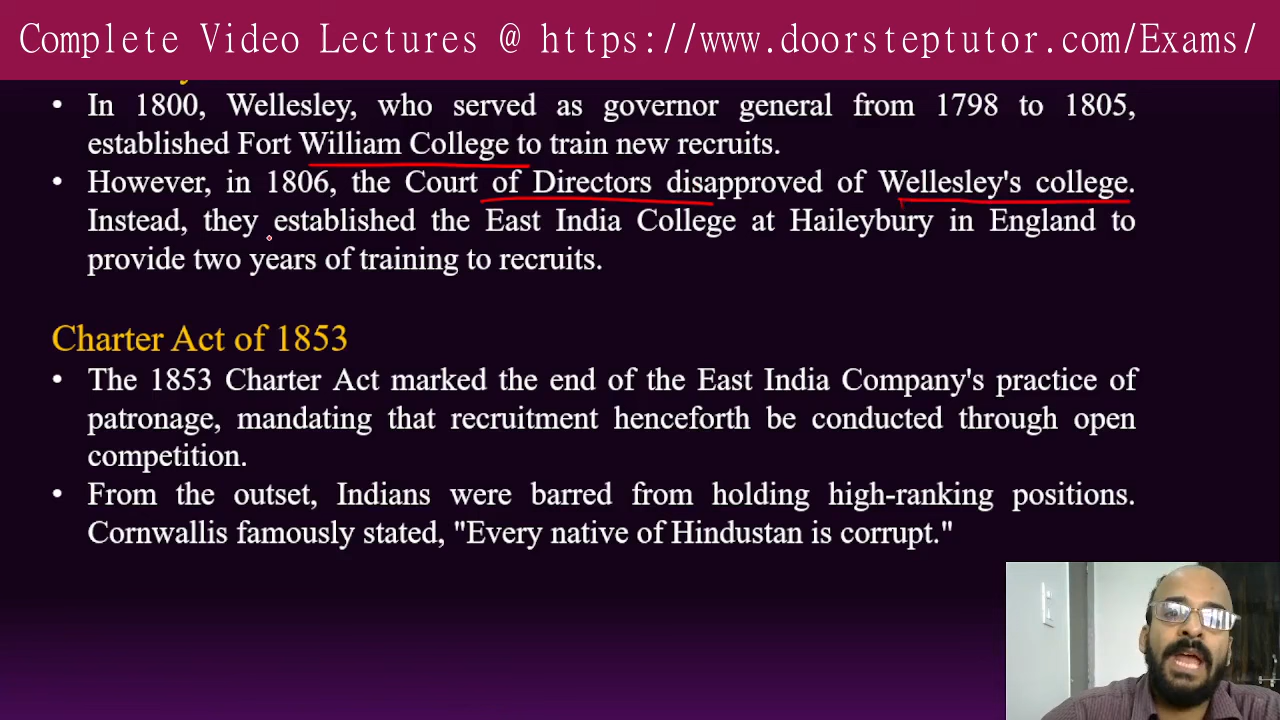 Complete Video Lectures @ https://www.doorsteptutor.com/Exams/
• In 1800, Wellesley, who served as governor general from 1798 to 1805,
established Fort William College to train new recruits.
• However, in 1806, the Court of Directors disapproved of Wellesley's college.
Instead, they established the East India College at Haileybury in England to
provide two years of training to recruits.
Charter Act of 1853
• The 1853 Charter Act marked the end of the East India Company's practice of
patronage, mandating that recruitment henceforth be conducted through open
competition.
• From the outset, Indians were barred from holding high-ranking positions.
Cornwallis famously stated, "Every native of Hindustan is corrupt."